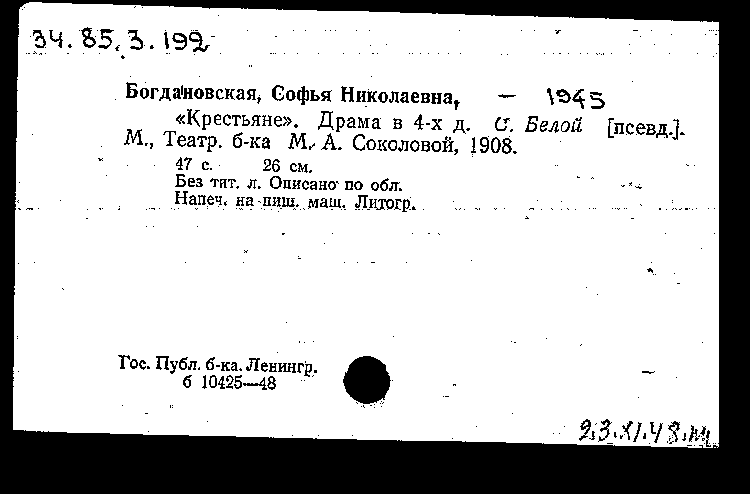 34.85.3.192
Богдановская, Софья Николаевна, — 1945
«Крестьяне». Драма в 4-х д. С. Белой [псевд.].
М., Театр. б-ка М. А. Соколовой, 1908.
47 с. 26 см.
Без тит. л. Описано по обл.
Напеч. на пиш. маш. Литогр.
Гос. Публ. б-ка. Ленингр.
б 10425—48
23.XI.48.